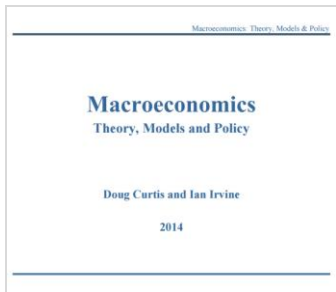 Macroeconomics: Theory, Models & Policy
Macroeconomics
Theory, Models and Policy
Doug Curtis and Ian Irvine
2014